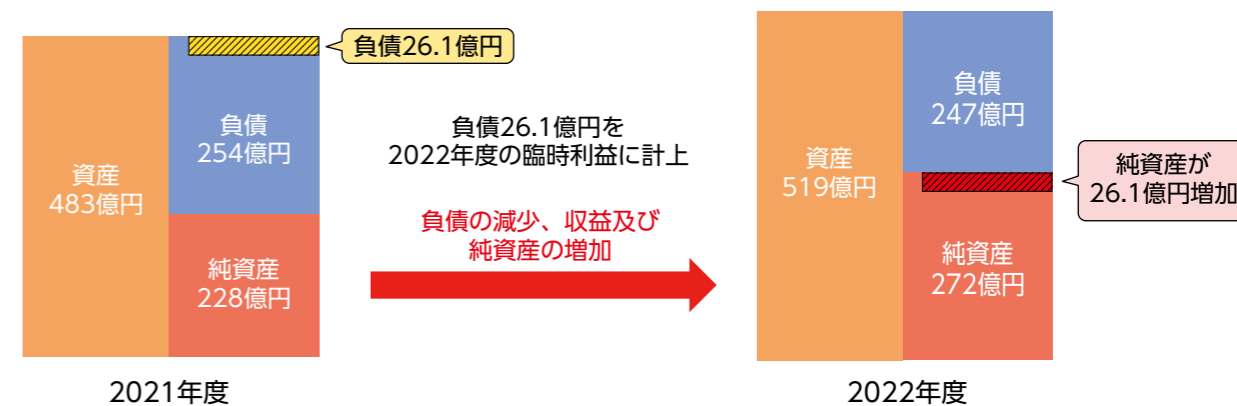 負債26.1億円
負債
254億円
資産
483億円
純資産
228億円
2021年度
負債26.1億円を
2022年度の臨時利益に計上
負債の減少、収益及び
純資産の増加
負債
247億円
資産
519億円
純資産が
26.1億円増加
純資産
272億円
2022年度